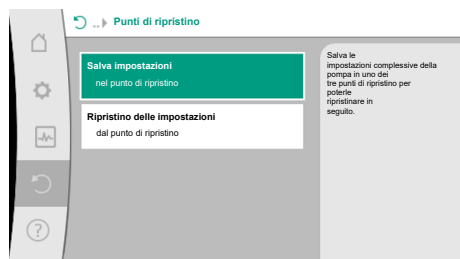 Punti di ripristino
Salva impostazioni
nel punto di ripristino
Ripristino delle impostazioni
dal punto di ripristino
Salva le
impostazioni complessive della
pompa in uno dei
tre punti di ripristino per
poterle
ripristinare in
seguito.
?